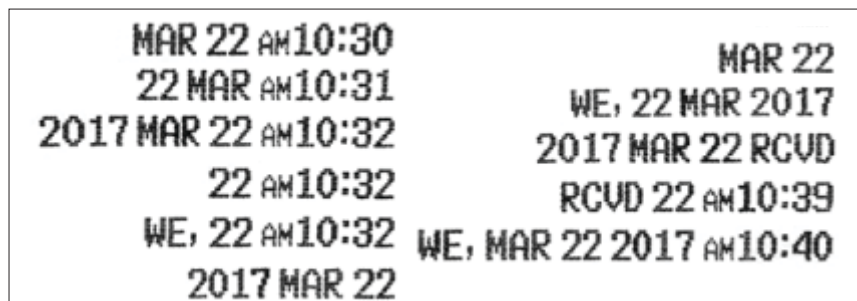 MAR 22 AM10:30
22 MAR AM10:31
2017 MAR 22 AM10:32
22 AM10:32
WE, 22 AM10:32
2017 MAR 22
MAR 22
WE, 22 MAR 2017
2017 MAR 22 RCVD
RCVD 22 AM10:39
WE, MAR 22 2017 AM10:40